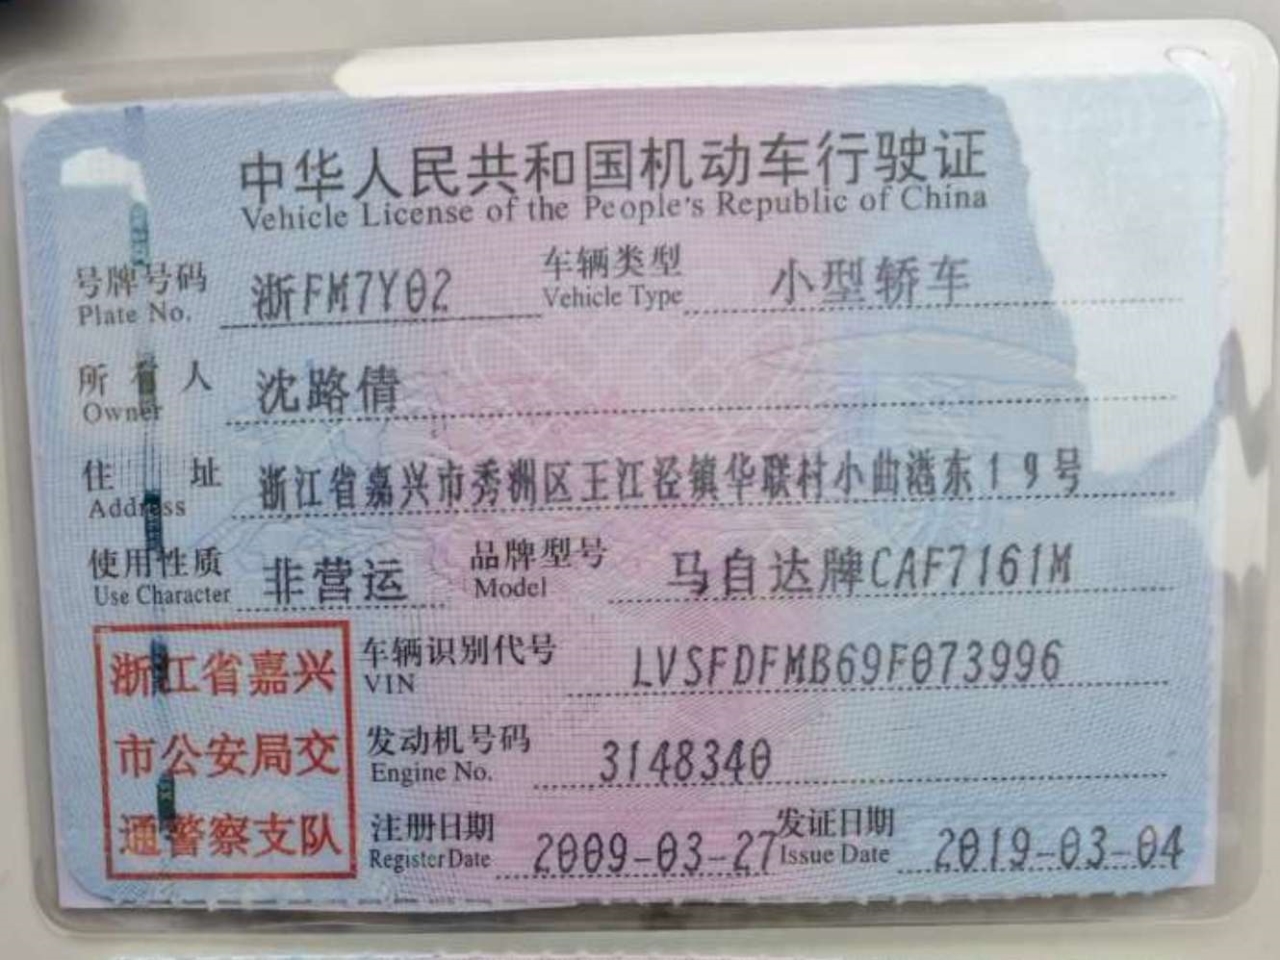 中华人民共和国机动车行驶证
Vehicle License of the People's Republic of China
号牌号码 浙FM7Y02 车辆类型 小型轿车
Plate No. Vehicle Type
所有人 沈路倩
Owner
住址 浙江省嘉兴市秀洲区王江泾镇华联村小曲港东19号
Address
使用性质 非营运 品牌型号 马自达牌CAF7161M
Use Character Model
车辆识别代号 LVSFDFMB69F073996
VIN
发动机号码 3148340
Engine No.
注册日期 2009-03-27 发证日期 2019-03-04
Register Date Issue Date
浙江省嘉兴
市公安局交
通警察支队